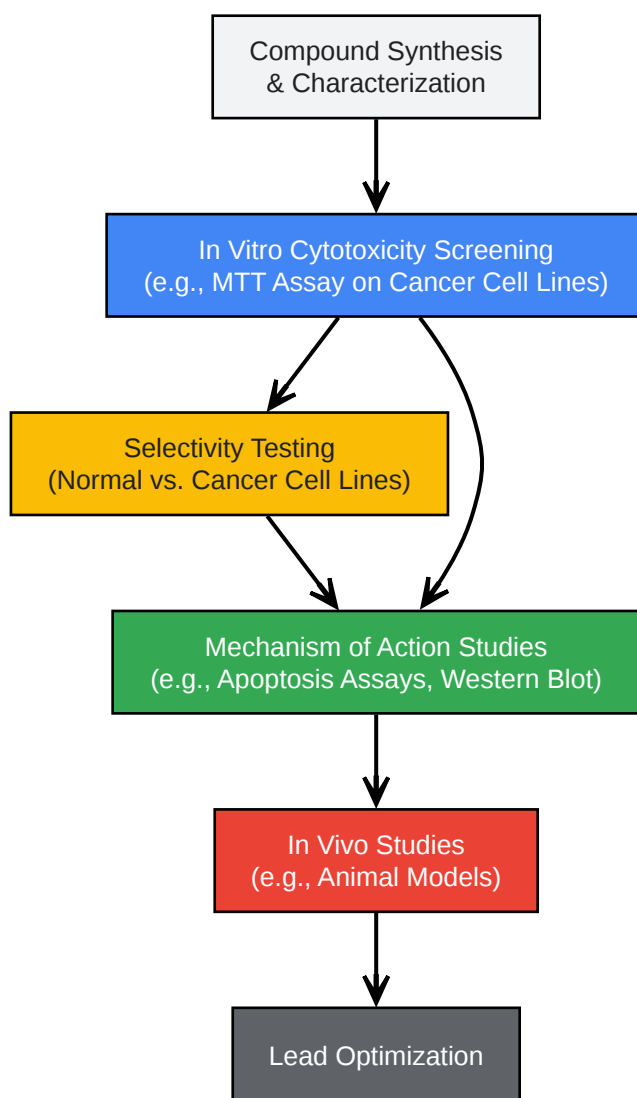 Compound Synthesis
& Characterization
In Vitro Cytotoxicity Screening
(e.g., MTT Assay on Cancer Cell Lines)
Selectivity Testing
(Normal vs. Cancer Cell Lines)
Mechanism of Action Studies
(e.g., Apoptosis Assays, Western Blot)
In Vivo Studies
(e.g., Animal Models)
Lead Optimization